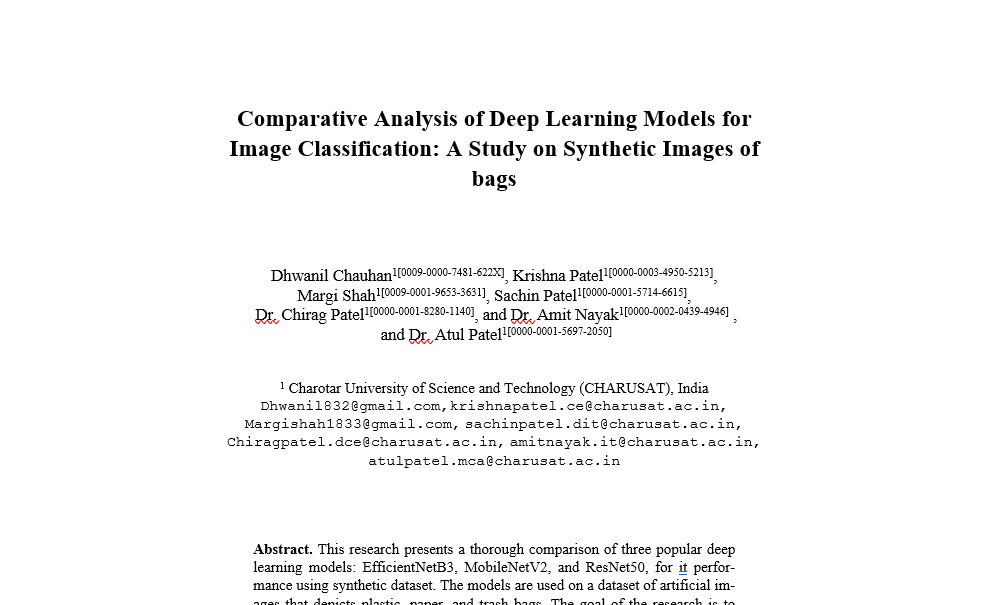 Comparative Analysis of Deep Learning Models for
Image Classification: A Study on Synthetic Images of
bags
Dhwanil Chauhan1[0009-0000-7481-622X], Krishna Patel1[0000-0003-4950-5213],
Margi Shah1[0009-0001-9653-3631], Sachin Patel1[0000-0001-5714-6615],
Dr. Chirag Patel1[0000-0001-8280-1140], and Dr. Amit Nayak1[0000-0002-0439-4946] ,
and Dr. Atul Patel1[0000-0001-5697-2050]
1 Charotar University of Science and Technology (CHARUSAT), India
Dhwanil832@gmail.com,krishnapatel.ce@charusat.ac.in,
Margishah1833@gmail.com, sachinpatel.dit@charusat.ac.in,
Chiragpatel.dce@charusat.ac.in, amitnayak.it@charusat.ac.in,
atulpatel.mca@charusat.ac.in
Abstract. This research presents a thorough comparison of three popular deep
learning models: EfficientNetB3, MobileNetV2, and ResNet50, for it perfor-
mance using synthetic dataset. The models are used on a dataset of artificial im-
ages that depicts plastic, paper, and trash bags. The goal of the research is to